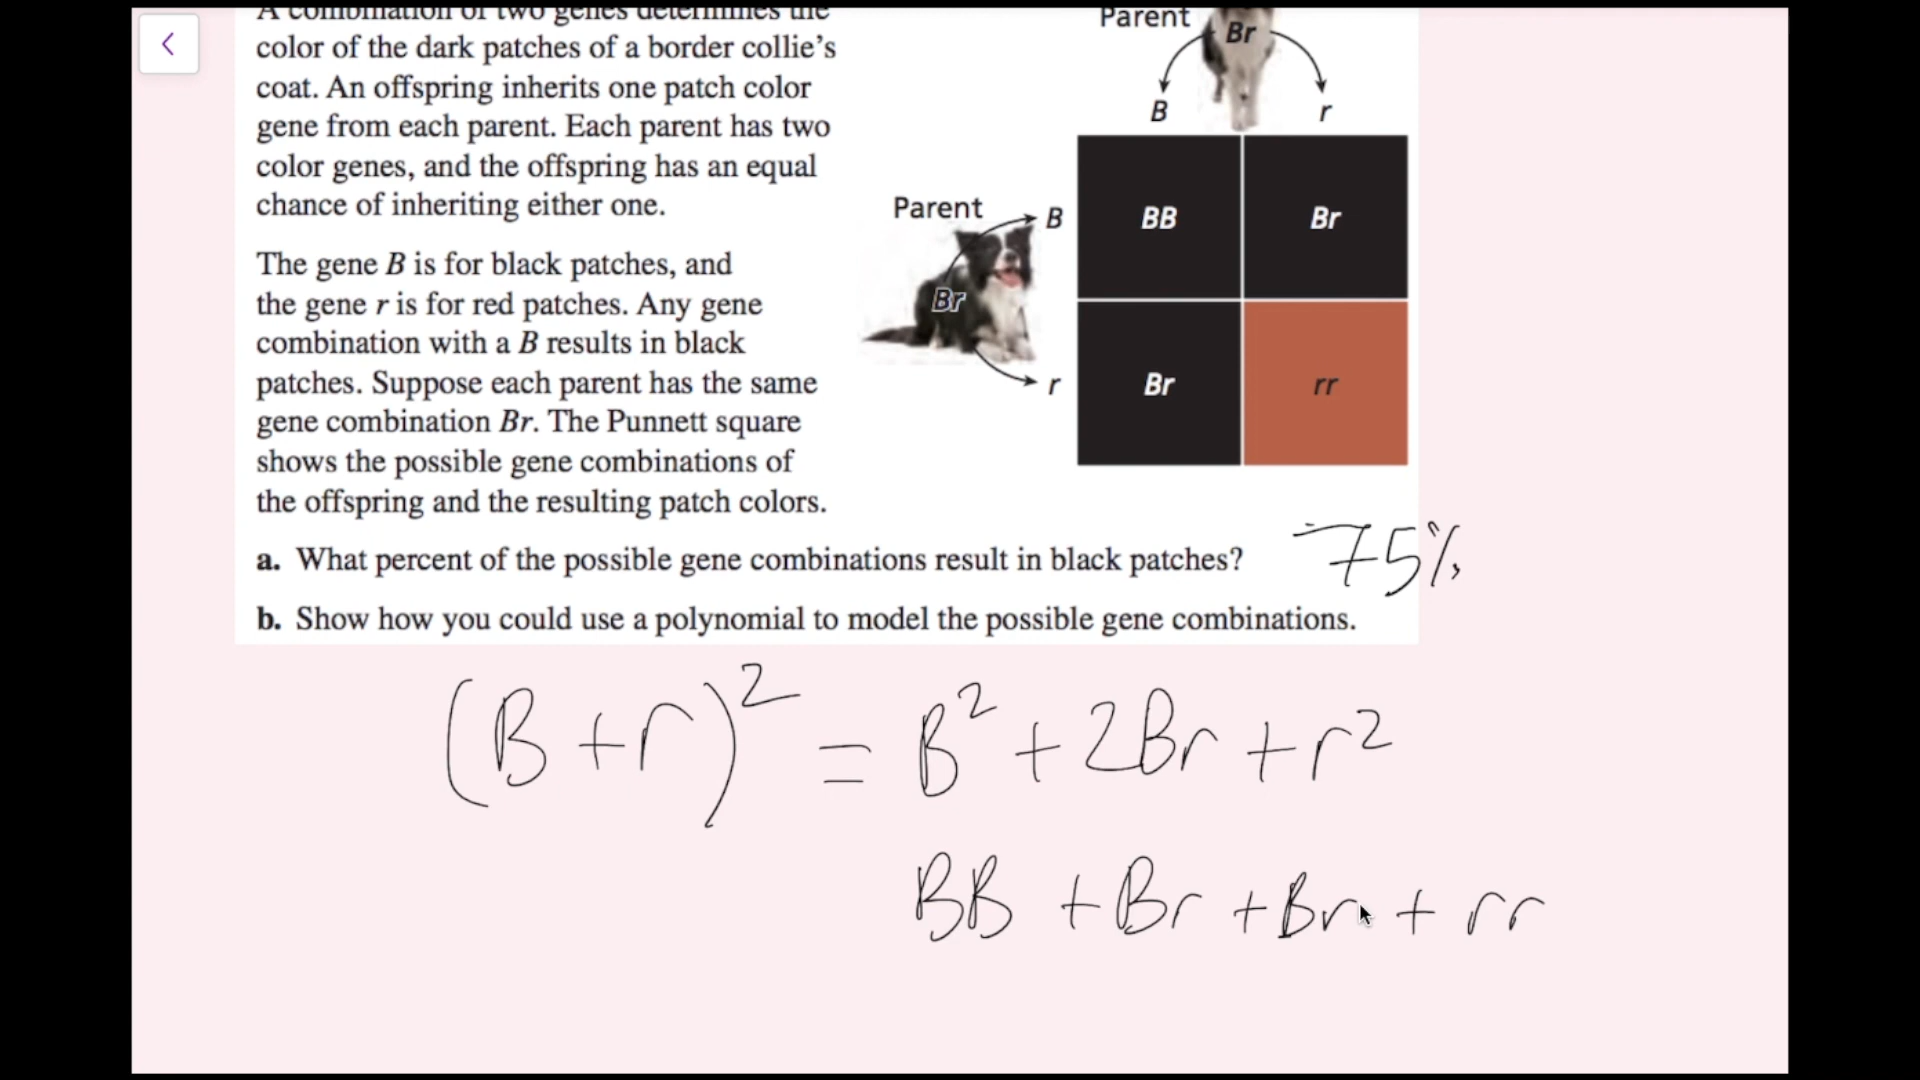 A combination of two genes determines the
color of the dark patches of a border collie's
coat. An offspring inherits one patch color
gene from each parent. Each parent has two
color genes, and the offspring has an equal
chance of inheriting either one.
The gene B is for black patches, and
the gene r is for red patches. Any gene
combination with a B results in black
patches. Suppose each parent has the same
gene combination Br. The Punnett square
shows the possible gene combinations of
the offspring and the resulting patch colors.
Parent
Br
B r
Parent
Br
B
r
BB Br
Br rr
a. What percent of the possible gene combinations result in black patches? 75%
b. Show how you could use a polynomial to model the possible gene combinations.
(B + r)² = B² + 2Br + r²
BB + Br + Br + rr